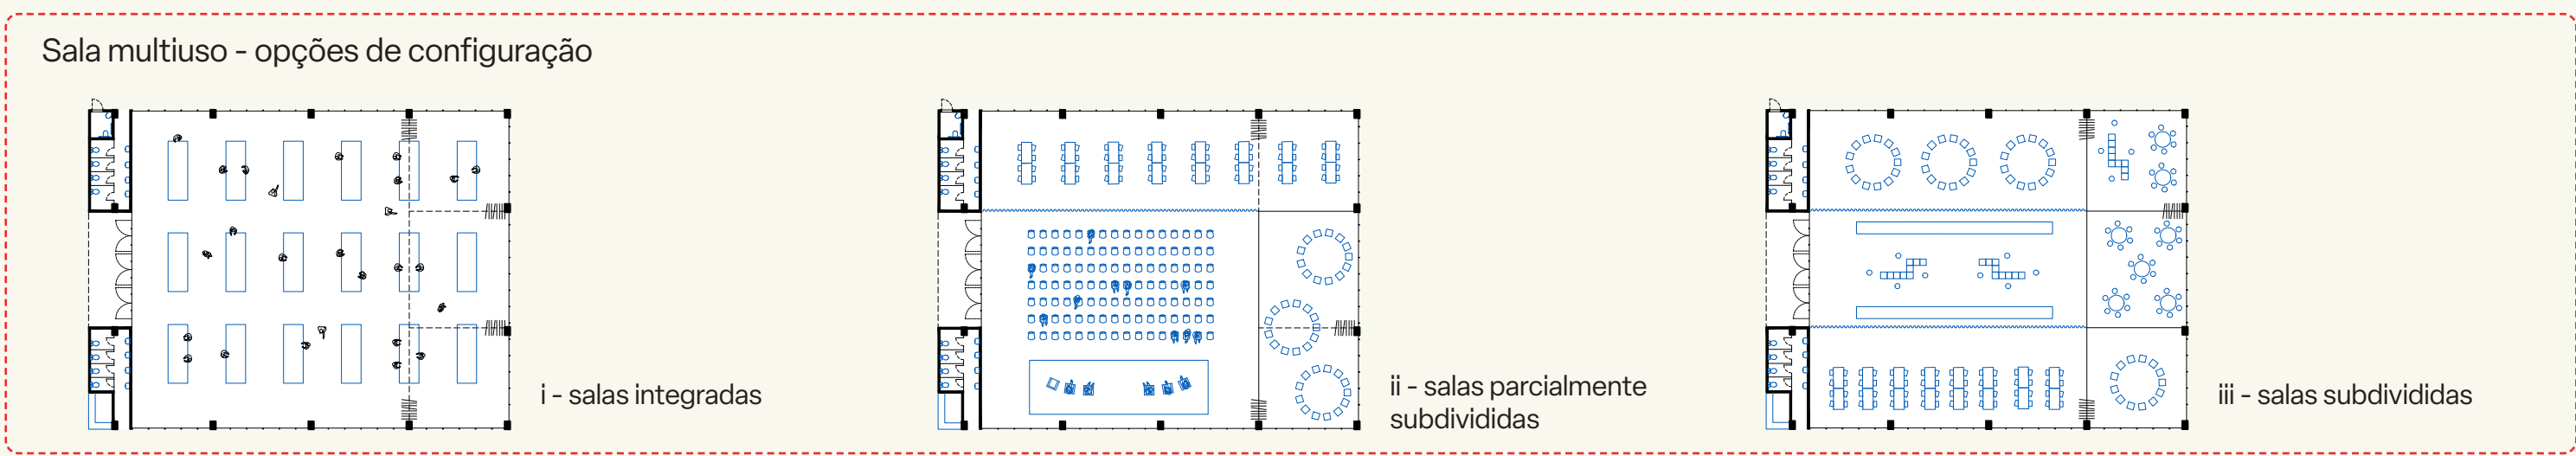 Sala multiuso - opções de configuração
i - salas integradas
ii - salas parcialmente
subdivididas
iii - salas subdivididas